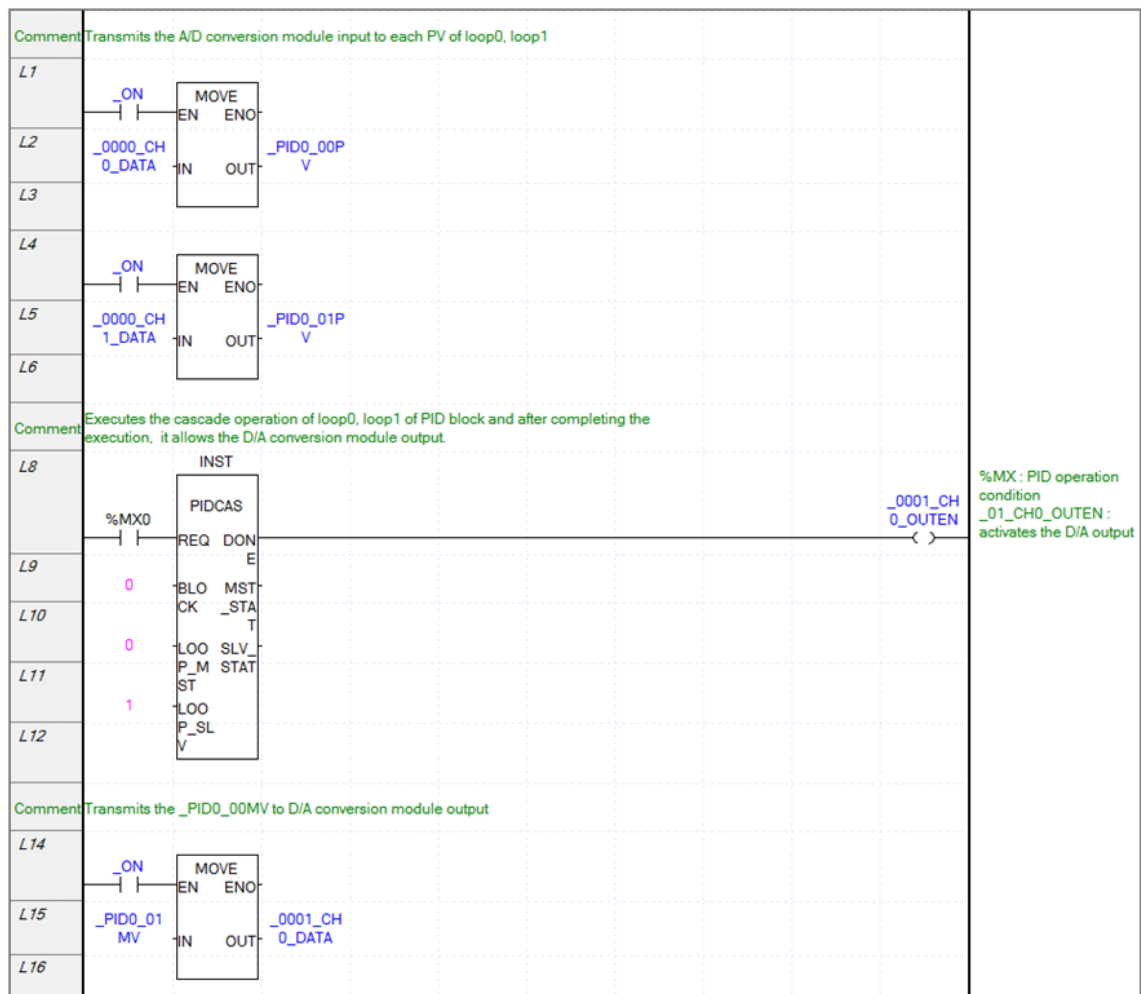 Comment Transmits the A/D conversion module input to each PV of loop0, loop1
L1
_ON
MOVE
EN ENO
L2
_0000_CH
0_DATA
IN OUT
_PID0_00P
V
L3
L4
_ON
MOVE
EN ENO
L5
_0000_CH
1_DATA
IN OUT
_PID0_01P
V
L6
Comment
Executes the cascade operation of loop0, loop1 of PID block and after completing the
execution, it allows the D/A conversion module output.
L8
INST
PIDCAS
%MX0
REQ DON
E
_0001_CH
0_OUTEN
%MX : PID operation
condition
_01_CH0_OUTEN :
activates the D/A output
L9
0
BLO MST
CK _STA
T
L10
0
LOO SLV_
P_M STAT
ST
L11
1
LOO
P_SL
V
L12
Comment Transmits the _PID0_00MV to D/A conversion module output
L14
_ON
MOVE
EN ENO
L15
_PID0_01
MV
IN OUT
_0001_CH
0_DATA
L16